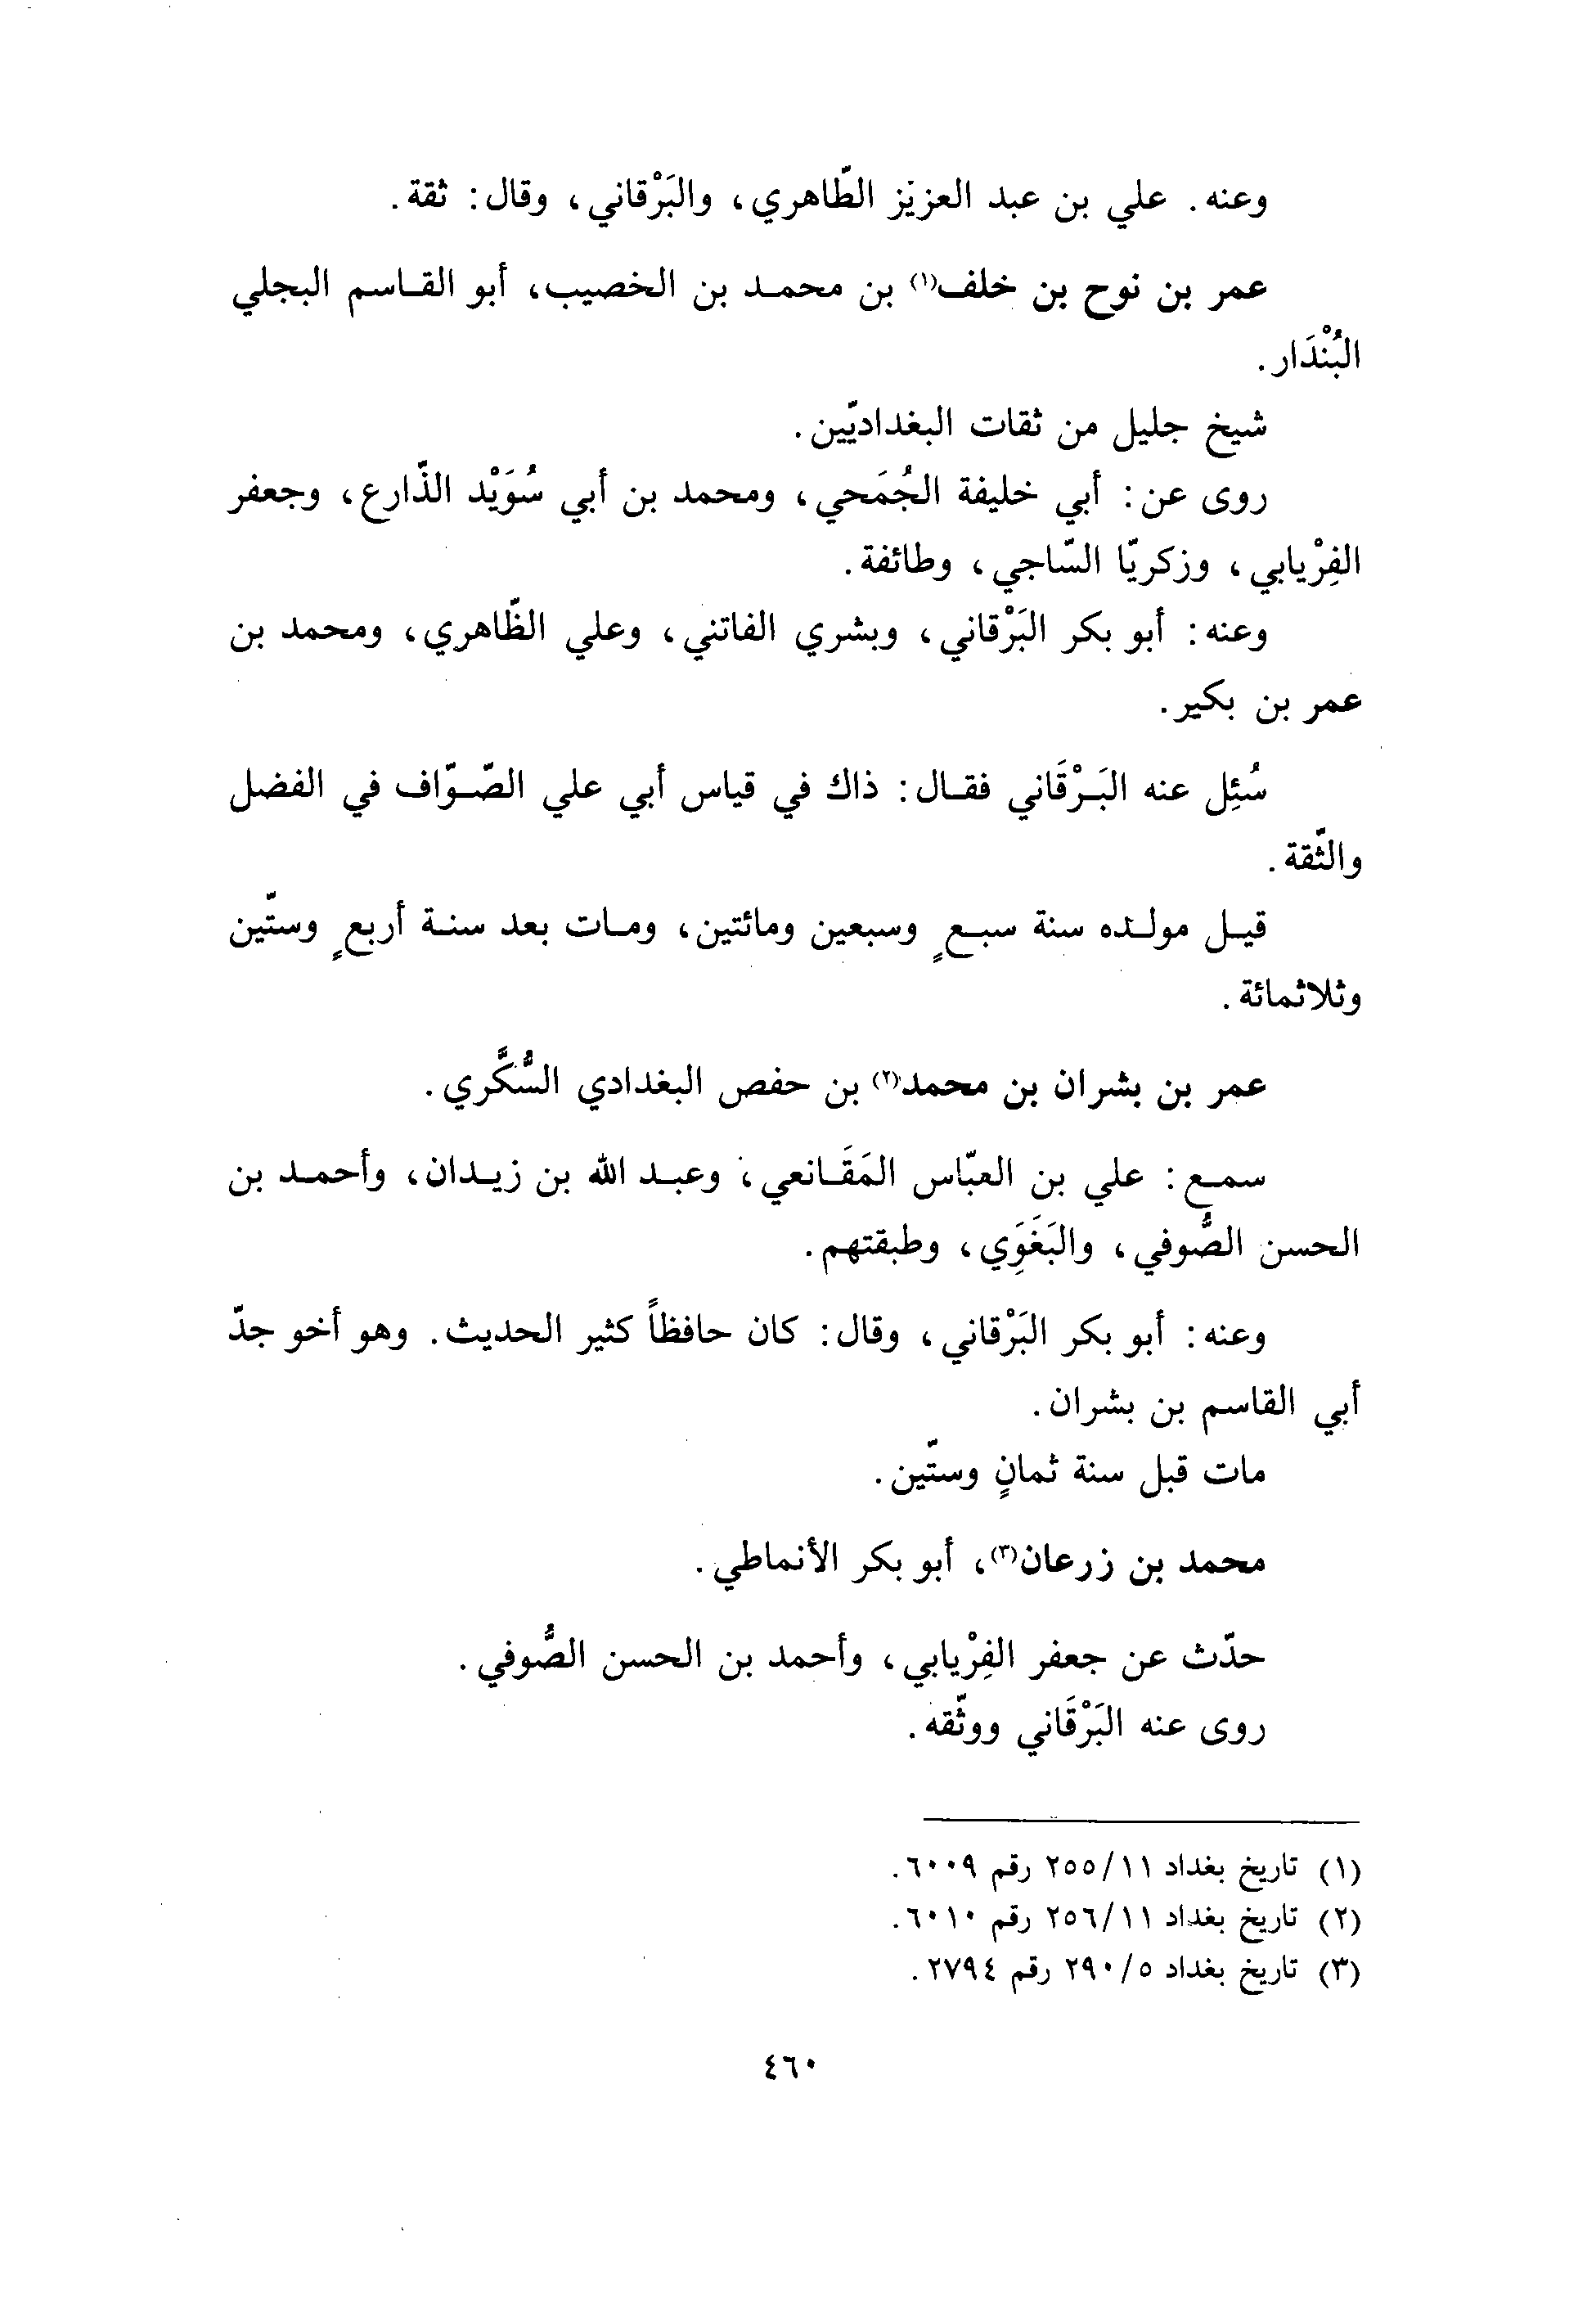 وعنه. علي بن عبد العزيز الطّاهري، والبَرْقاني، وقال: ثقة.
عمر بن نوح بن خلف(١) بن محمد بن الخصيب، أبو القاسم البجلي
البُنْدَار.
شيخ جليل من ثقات البغداديّين.
روى عن: أبي خليفة الجُمَحي، ومحمد بن أبي سُوَيْد الذّارع، وجعفر
الفِرْيابي، وزكريّا السّاجي، وطائفة.
وعنه: أبو بكر البَرْقاني، وبشري الفاتني، وعلي الظّاهري، ومحمد بن
عمر بن بكير.
سُئِل عنه البَرْقَاني فقال: ذاك في قياس أبي علي الصّوّاف في الفضل
والثّقة.
قيل مولده سنة سبعٍ وسبعين ومائتين، ومات بعد سنة أربعٍ وستّين
وثلاثمائة.
عمر بن بشران بن محمد(٢) بن حفص البغدادي السُّكَّري.
سمع: علي بن العبّاس المَقَانعي، وعبد الله بن زيدان، وأحمد بن
الحسن الصُّوفي، والبَغَوِي، وطبقتهم.
وعنه: أبو بكر البَرْقاني، وقال: كان حافظاً كثير الحديث. وهو أخو جدّ
أبي القاسم بن بشران.
مات قبل سنة ثمانٍ وستّين.
محمد بن زرعان(٣)، أبو بكر الأنماطي.
حدّث عن جعفر الفِرْيابي، وأحمد بن الحسن الصُّوفي.
روى عنه البَرْقَاني ووثّقه.
(١) تاريخ بغداد ٢٥٥/١١ رقم ٦٠٠٩.
(٢) تاريخ بغداد ٢٥٦/١١ رقم ٦٠١٠.
(٣) تاريخ بغداد ٢٩٠/٥ رقم ٢٧٩٤.
٤٦٠